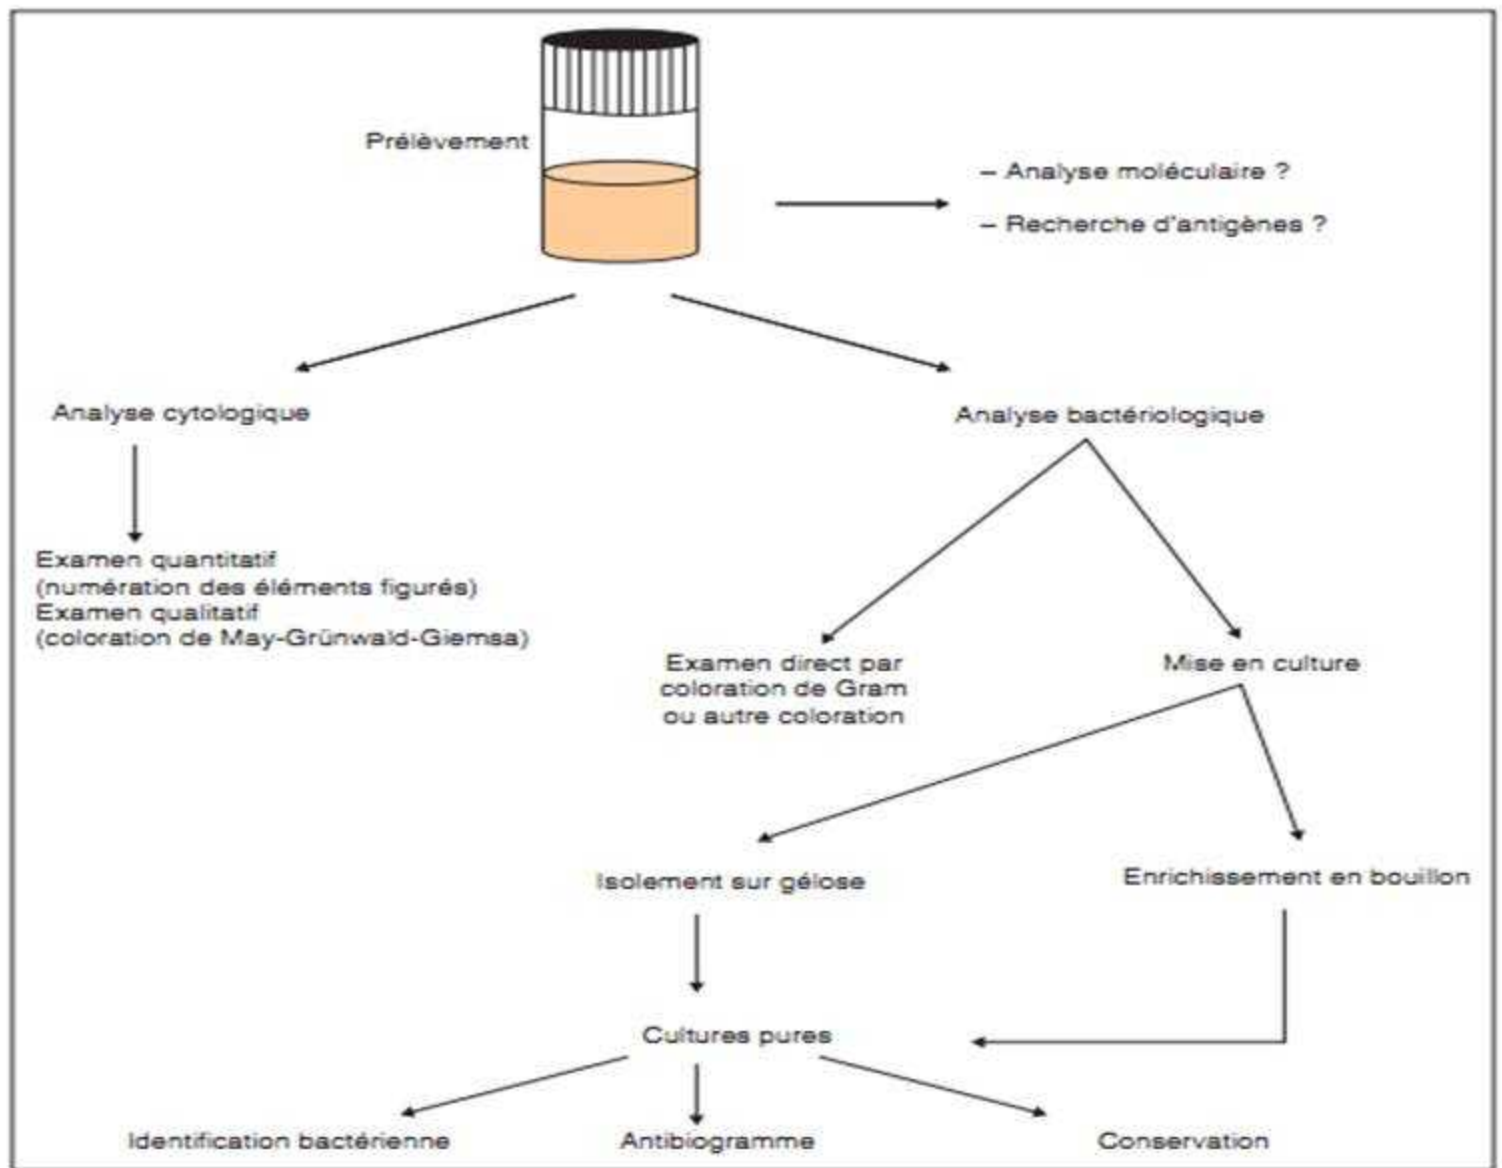 Prélèvement
– Analyse moléculaire ?
– Recherche d'antigènes ?
Analyse cytologique
Analyse bactériologique
Examen quantitatif
(numération des éléments figurés)
Examen qualitatif
(coloration de May-Grünwald-Giemsa)
Examen direct par
coloration de Gram
ou autre coloration
Mise en culture
Isolement sur gélose
Enrichissement en bouillon
Cultures pures
Identification bactérienne
Antibiogramme
Conservation